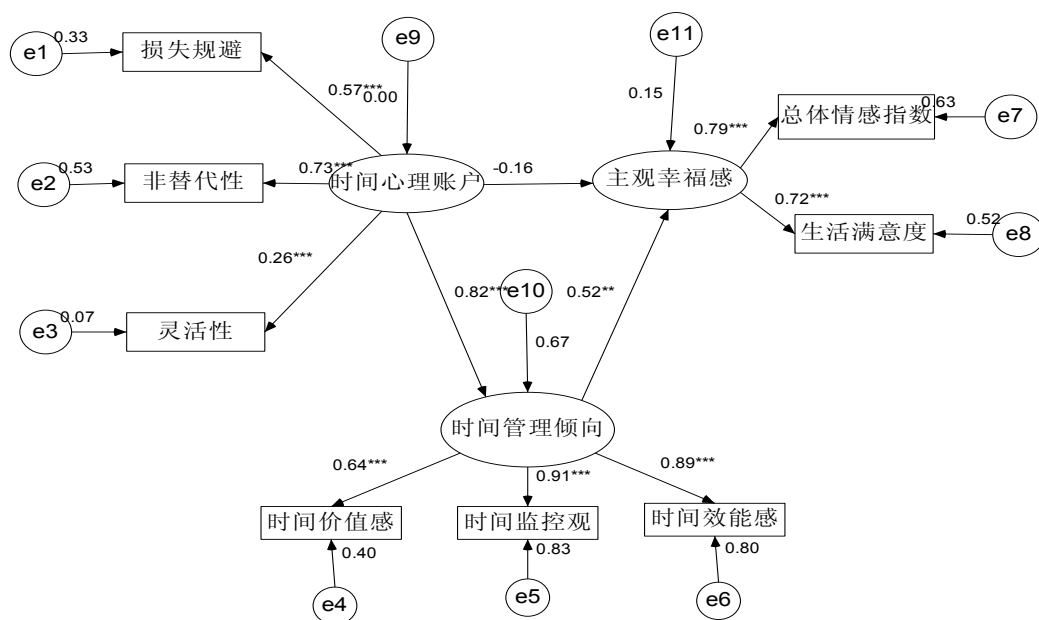 e1
0.33
损失规避
e9
e11
0.57***
0.00
0.15
0.79***
总体情感指数
0.63
e7
e2
0.53
非替代性
0.73***
时间心理账户
-0.16
主观幸福感
0.72***
生活满意度
0.52
e8
0.26***
e3
0.07
灵活性
0.82***
e10
0.52**
0.67
时间管理倾向
0.64***
0.91***
0.89***
时间价值感
时间监控观
时间效能感
0.40
0.83
0.80
e4
e5
e6